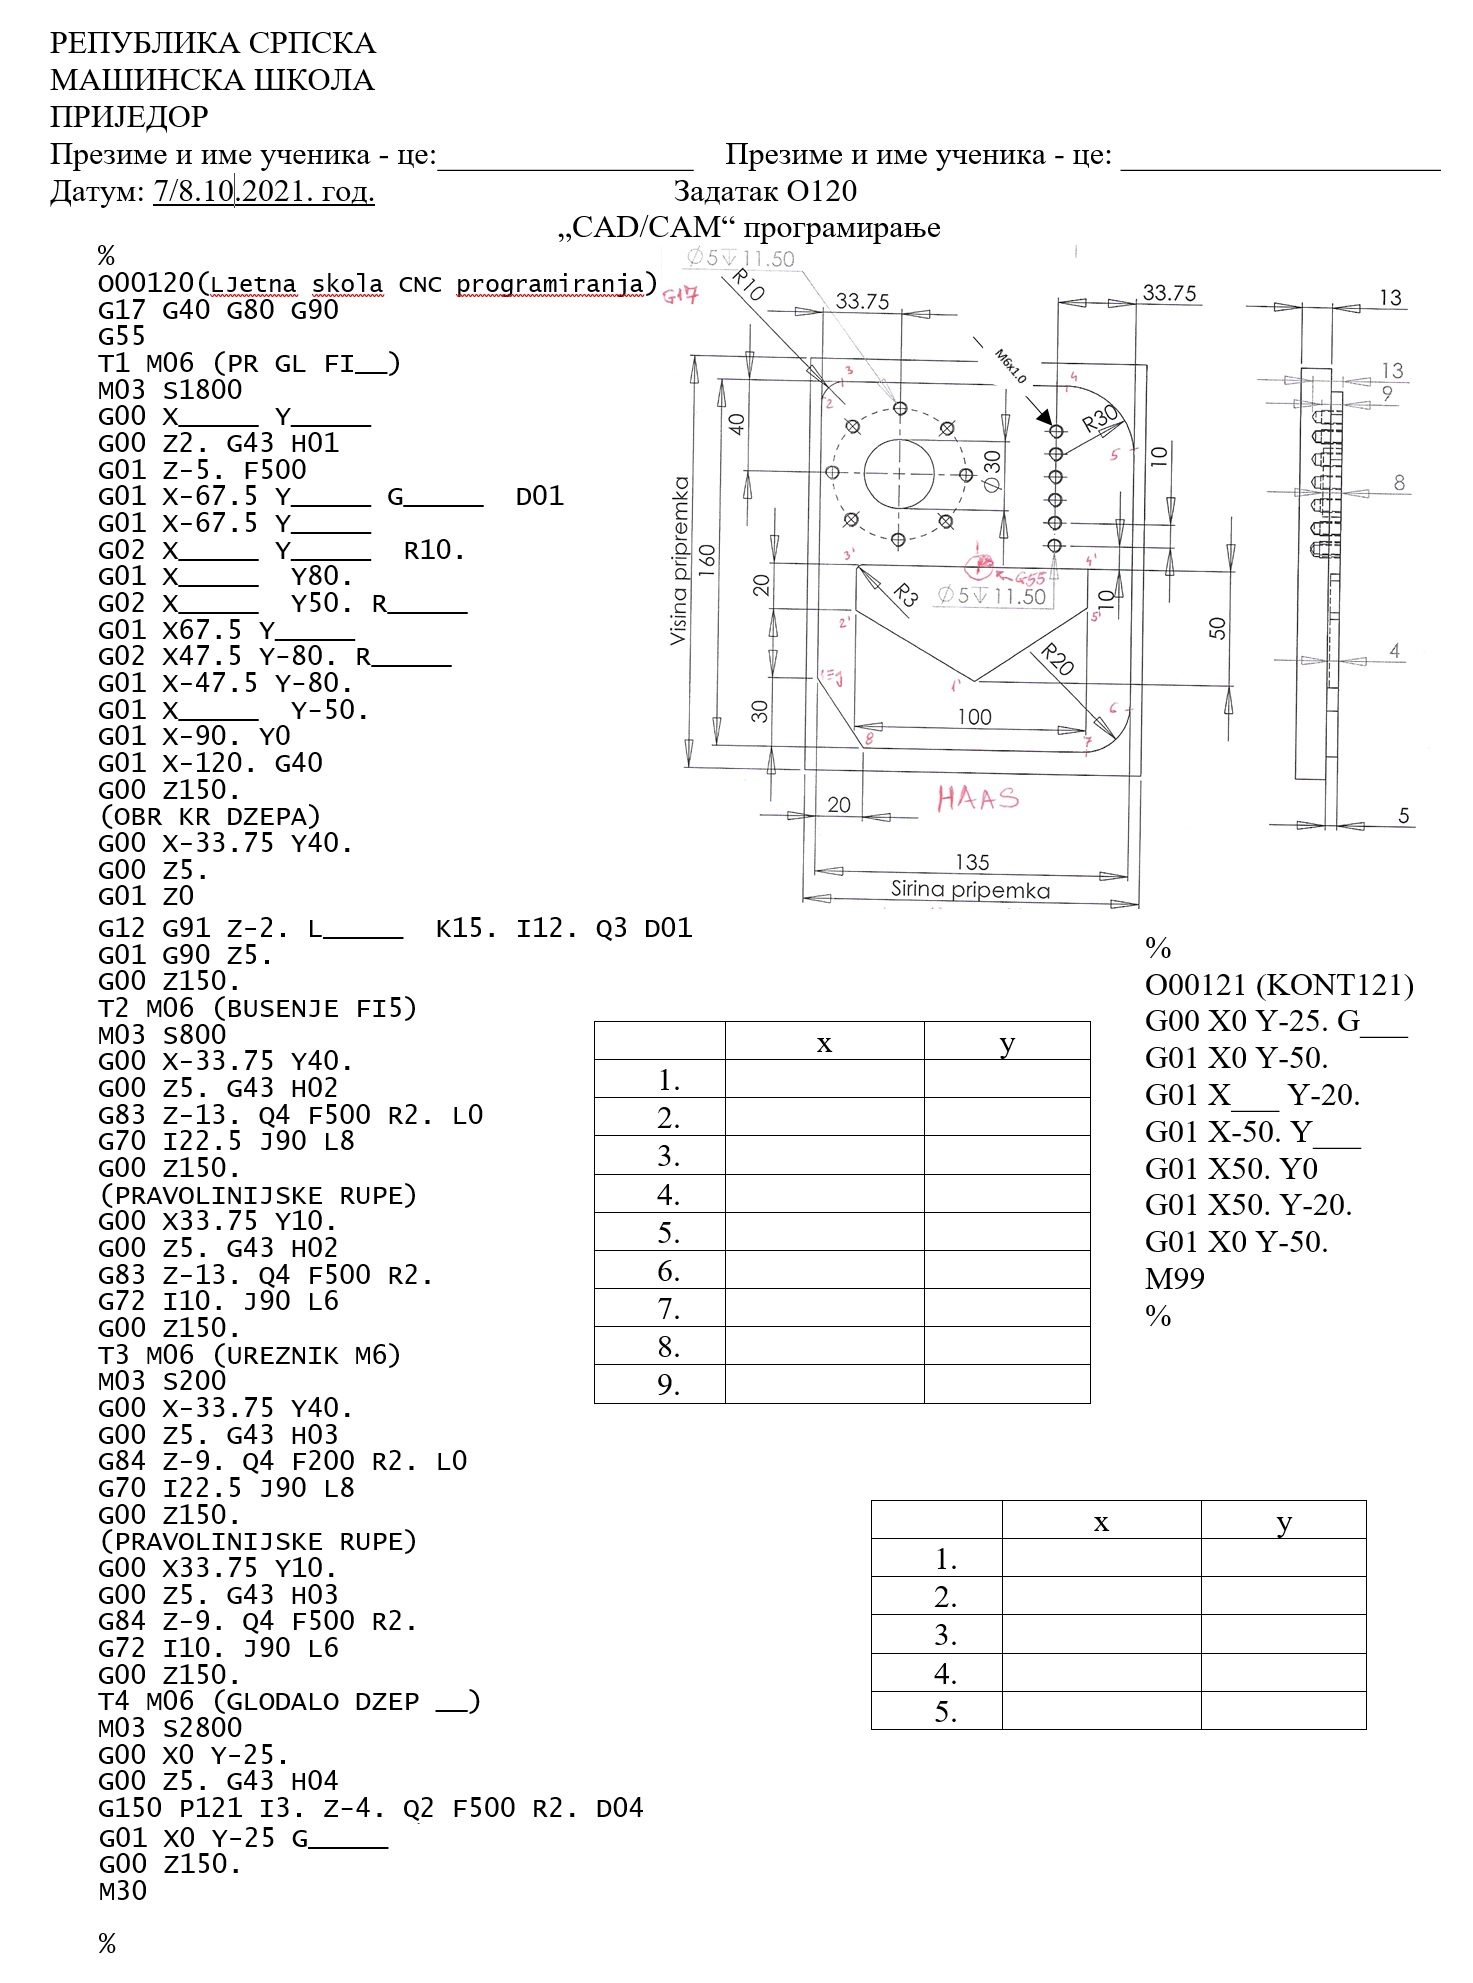 РЕПУБЛИКА СРПСКА
МАШИНСКА ШКОЛА
ПРИЈЕДОР
Презиме и име ученика - це:________________ Презиме и име ученика - це: ____________________
Датум: 7/8.10.2021. год. Задатак О120
„CAD/CAM“ програмирање
%
O00120(LJetna skola CNC programiranja)
G17 G40 G80 G90
G55
T1 M06 (PR GL FI__)
M03 S1800
G00 X_____ Y_____
G00 Z2. G43 H01
G01 Z-5. F500
G01 X-67.5 Y_____ G_____ D01
G01 X-67.5 Y_____
G02 X_____ Y_____ R10.
G01 X_____ Y80.
G02 X_____ Y50. R_____
G01 X67.5 Y_____
G02 X47.5 Y-80. R_____
G01 X-47.5 Y-80.
G01 X_____ Y-50.
G01 X-90. Y0
G01 X-120. G40
G00 Z150.
(OBR KR DZEPA)
G00 X-33.75 Y40.
G00 Z5.
G01 Z0
G12 G91 Z-2. L_____ K15. I12. Q3 D01
G01 G90 Z5.
G00 Z150.
T2 M06 (BUSENJE FI5)
M03 S800
G00 X-33.75 Y40.
G00 Z5. G43 H02
G83 Z-13. Q4 F500 R2. L0
G70 I22.5 J90 L8
G00 Z150.
(PRAVOLINIJSKE RUPE)
G00 X33.75 Y10.
G00 Z5. G43 H02
G83 Z-13. Q4 F500 R2.
G72 I10. J90 L6
G00 Z150.
T3 M06 (UREZNIK M6)
M03 S200
G00 X-33.75 Y40.
G00 Z5. G43 H03
G84 Z-9. Q4 F200 R2. L0
G70 I22.5 J90 L8
G00 Z150.
(PRAVOLINIJSKE RUPE)
G00 X33.75 Y10.
G00 Z5. G43 H03
G84 Z-9. Q4 F500 R2.
G72 I10. J90 L6
G00 Z150.
T4 M06 (GLODALO DZEP __)
M03 S2800
G00 X0 Y-25.
G00 Z5. G43 H04
G150 P121 I3. Z-4. Q2 F500 R2. D04
G01 X0 Y-25 G_____
G00 Z150.
M30
%
∅5↧11.50
G17
R10
33.75
33.75
13
M6x1.0
3
4
2
13
9
R30
40
5
∅30
10
8
Visina pripremka
160
3'
4'
G55
20
R3
∅5↧11.50
10
2'
5'
50
R20
1≡9
1'
4
30
100
6
8
7
HAAS
20
5
135
Sirina pripemka
%
O00121 (KONT121)
G00 X0 Y-25. G___
G01 X0 Y-50.
G01 X___ Y-20.
G01 X-50. Y___
G01 X50. Y0
G01 X50. Y-20.
G01 X0 Y-50.
M99
%
x y
1.
2.
3.
4.
5.
6.
7.
8.
9.
x y
1.
2.
3.
4.
5.